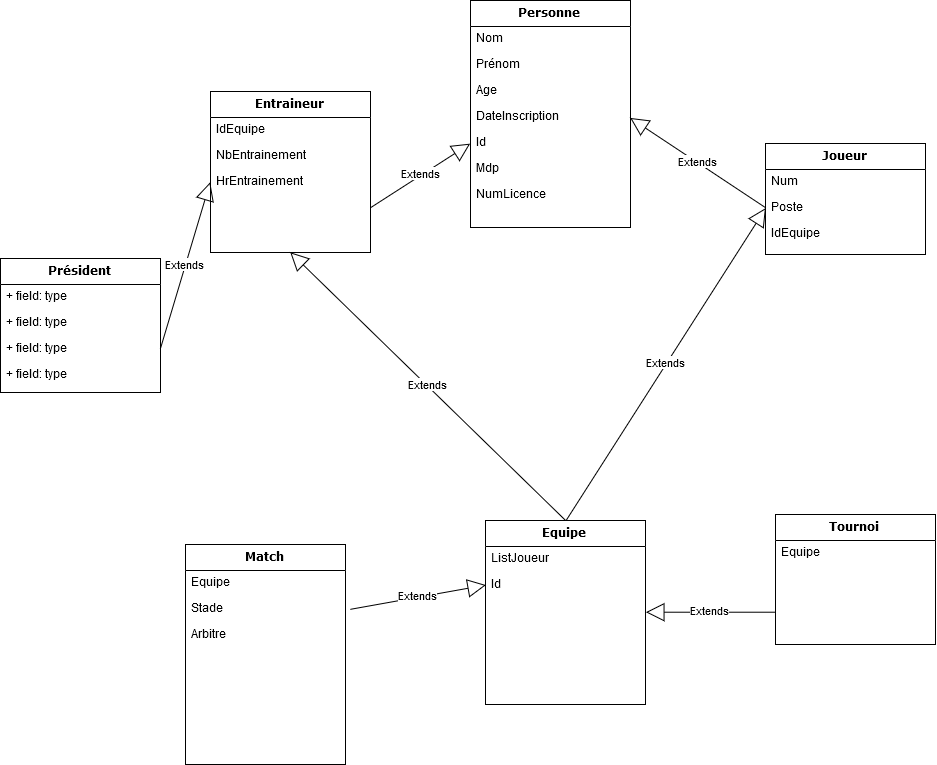 Personne
Nom
Prénom
Age
DateInscription
Id
Mdp
NumLicence
Entraineur
IdEquipe
NbEntrainement
HrEntrainement
Extends
Extends
Joueur
Num
Poste
IdEquipe
Président
+ field: type
+ field: type
+ field: type
+ field: type
Extends
Extends
Extends
Match
Equipe
Stade
Arbitre
Extends
Equipe
ListJoueur
Id
Extends
Tournoi
Equipe